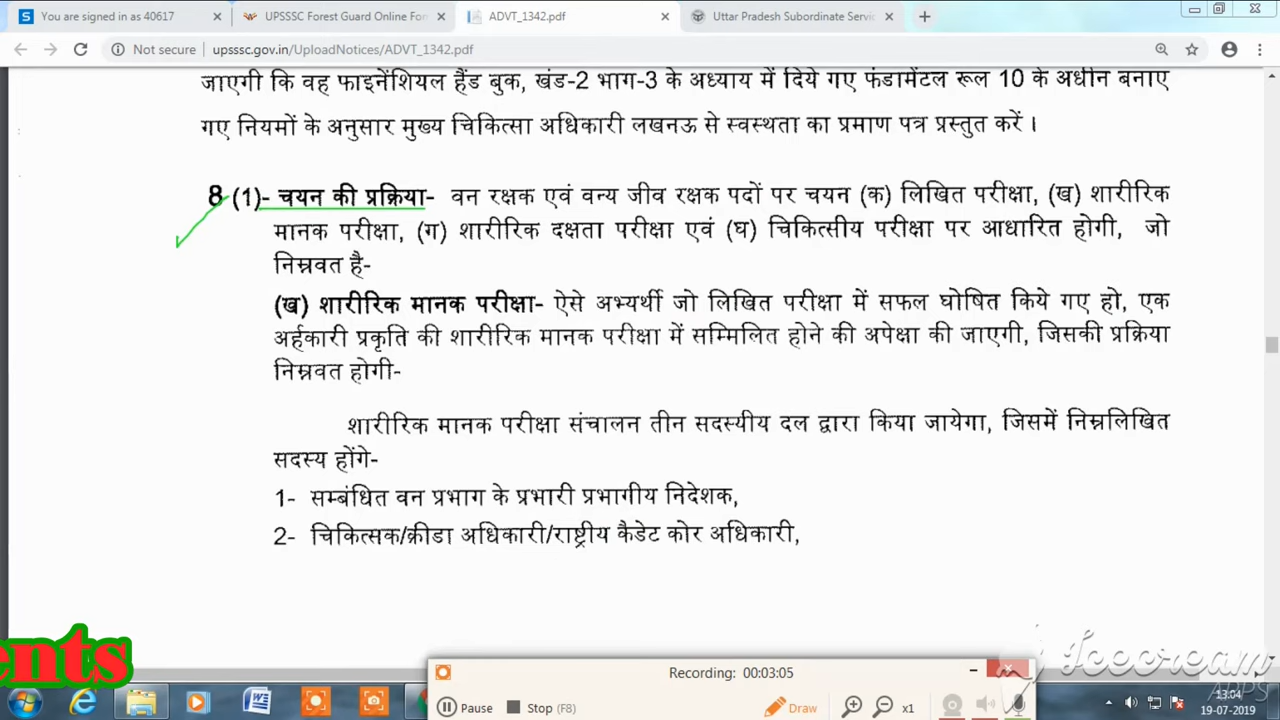 You are signed in as 40617
UPSSSC Forest Guard Online For
ADVT_1342.pdf
Uttar Pradesh Subordinate Servic
Not secure
upsssc.gov.in/UploadNotices/ADVT_1342.pdf
जाएगी कि वह फाइनेंशियल हैंड बुक, खंड-2 भाग-3 के अध्याय में दिये गए फंडामेंटल रूल 10 के अधीन बनाए
गए नियमों के अनुसार मुख्य चिकित्सा अधिकारी लखनऊ से स्वस्थता का प्रमाण पत्र प्रस्तुत करें ।
8 (1)- चयन की प्रक्रिया- वन रक्षक एवं वन्य जीव रक्षक पदों पर चयन (क) लिखित परीक्षा, (ख) शारीरिक
मानक परीक्षा, (ग) शारीरिक दक्षता परीक्षा एवं (घ) चिकित्सीय परीक्षा पर आधारित होगी, जो
निम्नवत है-
(ख) शारीरिक मानक परीक्षा- ऐसे अभ्यर्थी जो लिखित परीक्षा में सफल घोषित किये गए हो, एक
अर्हकारी प्रकृति की शारीरिक मानक परीक्षा में सम्मिलित होने की अपेक्षा की जाएगी, जिसकी प्रक्रिया
निम्नवत होगी-
शारीरिक मानक परीक्षा संचालन तीन सदस्यीय दल द्वारा किया जायेगा, जिसमें निम्नलिखित
सदस्य होंगे-
1- सम्बंधित वन प्रभाग के प्रभारी प्रभागीय निदेशक,
2- चिकित्सक/क्रीडा अधिकारी/राष्ट्रीय कैडेट कोर अधिकारी,
ents
Recording: 00:03:05
Icecream
APPS
Pause
Stop (F8)
Draw
x1
13:04
19-07-2019